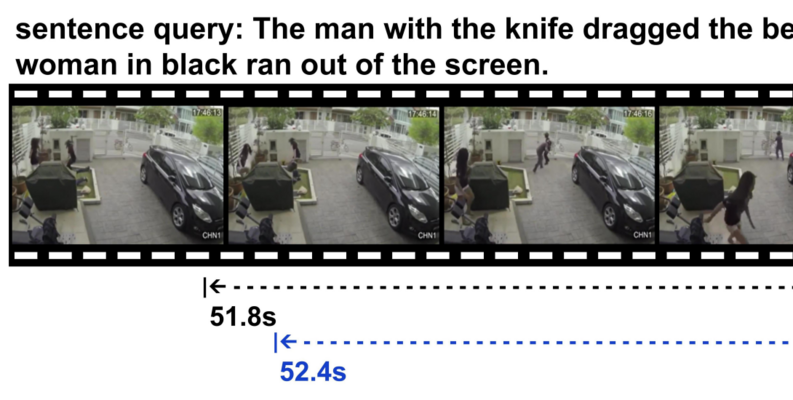 sentence query: The man with the knife dragged the be
woman in black ran out of the screen.
17:46:13 17:46:14 17:46:16
CHN1 CHN1 CHN1
51.8s
52.4s